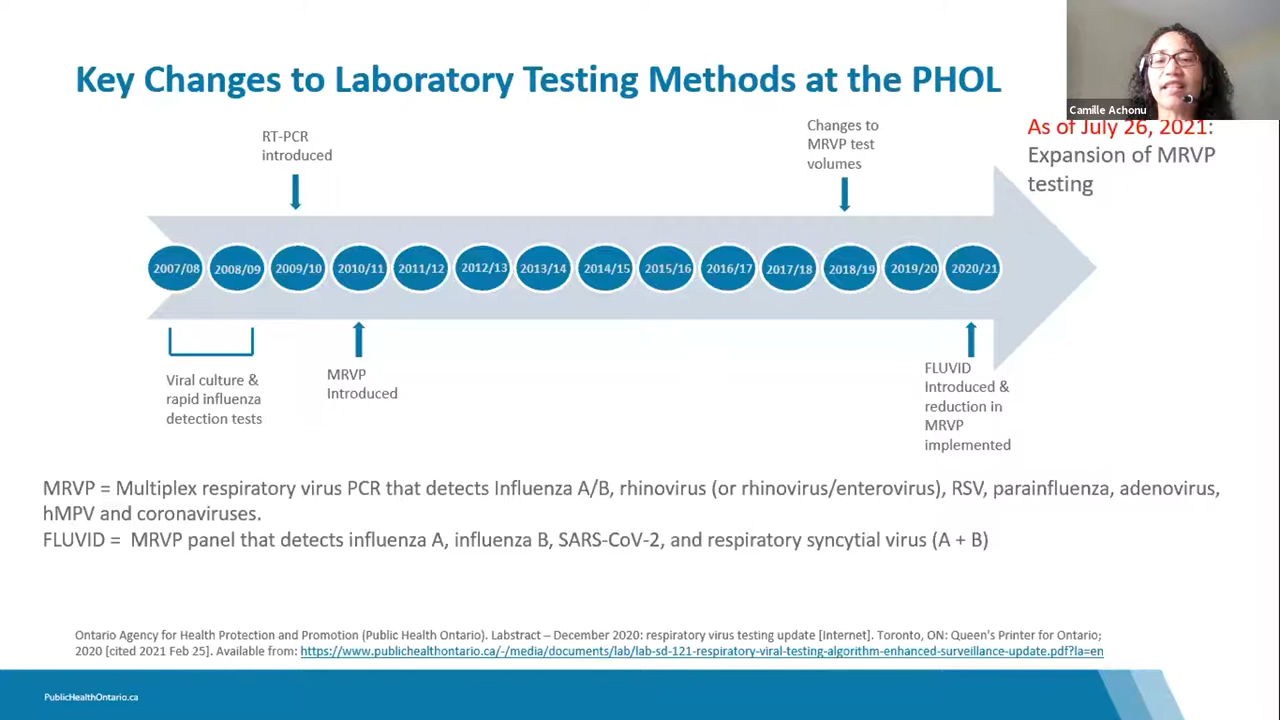 Key Changes to Laboratory Testing Methods at the PHOL
Camille Achonu
As of July 26, 2021:
Expansion of MRVP
testing
RT-PCR
introduced
Changes to
MRVP test
volumes
2007/08 2008/09 2009/10 2010/11 2011/12 2012/13 2013/14 2014/15 2015/16 2016/17 2017/18 2018/19 2019/20 2020/21
Viral culture &
rapid influenza
detection tests
MRVP
Introduced
FLUVID
Introduced &
reduction in
MRVP
implemented
MRVP = Multiplex respiratory virus PCR that detects Influenza A/B, rhinovirus (or rhinovirus/enterovirus), RSV, parainfluenza, adenovirus,
hMPV and coronaviruses.
FLUVID = MRVP panel that detects influenza A, influenza B, SARS-CoV-2, and respiratory syncytial virus (A + B)
Ontario Agency for Health Protection and Promotion (Public Health Ontario). Labstract – December 2020: respiratory virus testing update [Internet]. Toronto, ON: Queen's Printer for Ontario;
2020 [cited 2021 Feb 25]. Available from: https://www.publichealthontario.ca/-/media/documents/lab/lab-sd-121-respiratory-viral-testing-algorithm-enhanced-surveillance-update.pdf?la=en
PublicHealthOntario.ca